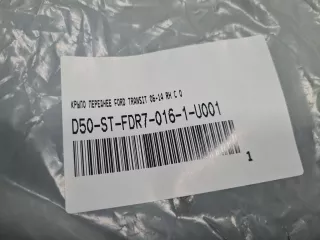 КРЫЛО ПЕРЕДНЕЕ FORD TRANSIT 06-14 RH С О
D50-ST-FDR7-016-1-U001
1